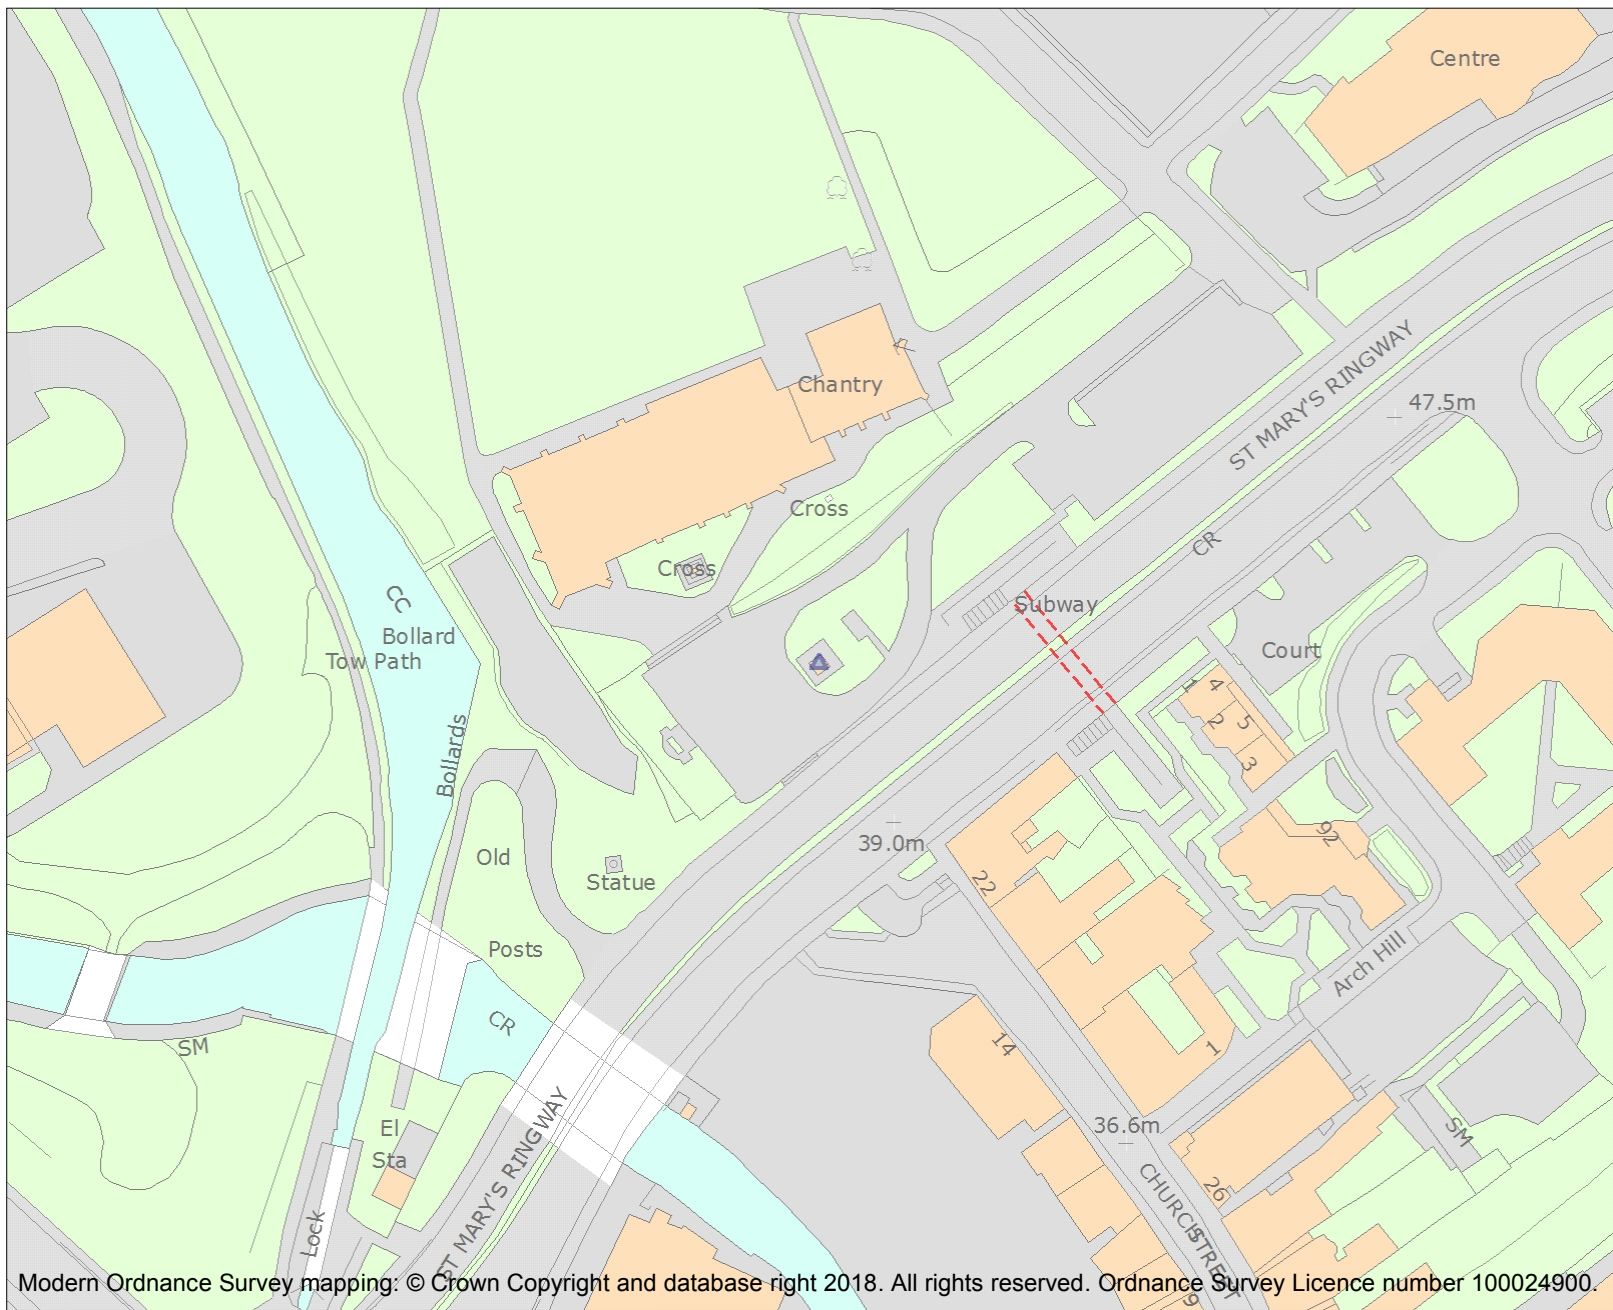 Centre
ST MARY'S RINGWAY
Chantry
47.5m
Cross
CR
Cross
CC
Bollard
Tow Path
Subway
Court
1
4
2
5
3
Bollards
39.0m
92
Old
Statue
22
Posts
Arch Hill
CR
SM
14
1
El
Sta
36.6m
SM
ST MARY'S RINGWAY
26
CHURCH STREET
Lock
9
Modern Ordnance Survey mapping: © Crown Copyright and database right 2018. All rights reserved. Ordnance Survey Licence number 100024900.